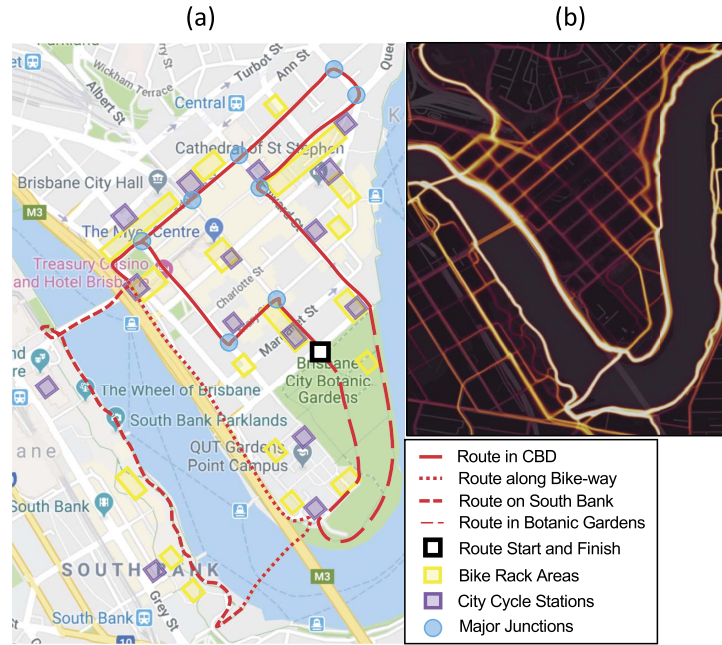 (a)
(b)
Turbot St
Ann St
Wickham Terrace
Albert St
Central
K
Cathedral of St Stephen
Brisbane City Hall
M3
The Myer Centre
Treasury Casino
and Hotel Brisbane
Charlotte St
Margaret St
Brisbane
City Botanic
Gardens
The Wheel of Brisbane
South Bank Parklands
QUT Gardens
Point Campus
South Bank
SOUTH BANK
M3
Grey St
South Bank
10
Route in CBD
Route along Bike-way
Route on South Bank
Route in Botanic Gardens
Route Start and Finish
Bike Rack Areas
City Cycle Stations
Major Junctions